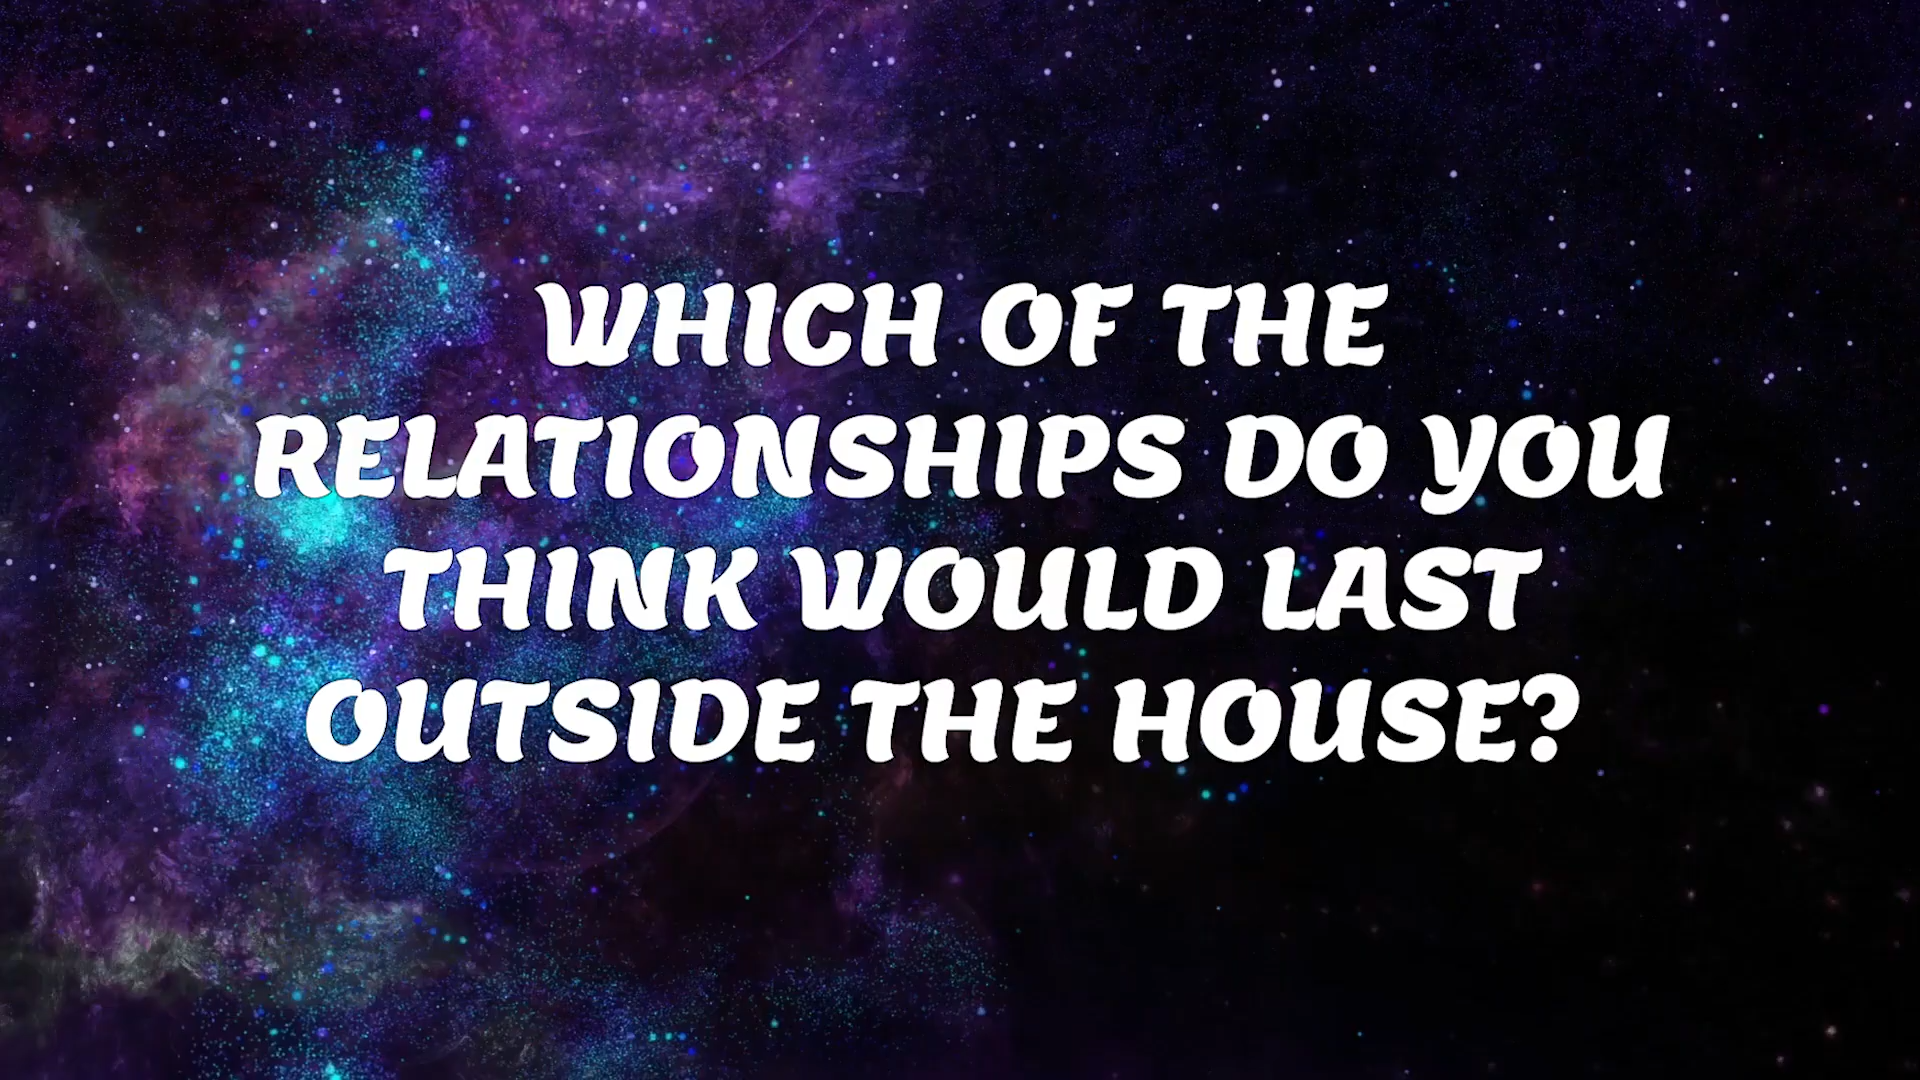 WHICH OF THE
RELATIONSHIPS DO YOU
THINK WOULD LAST
OUTSIDE THE HOUSE?